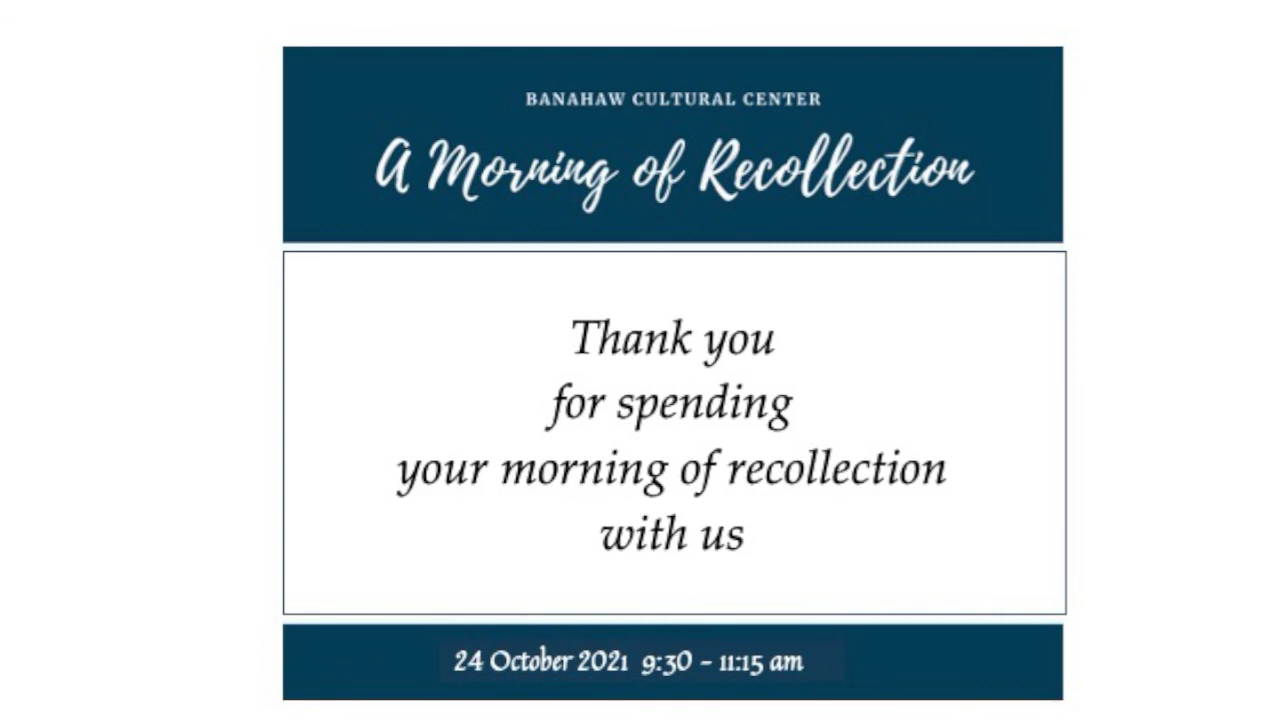 BANAHAW CULTURAL CENTER
A Morning of Recollection
Thank you
for spending
your morning of recollection
with us
24 October 2021 9:30 - 11:15 am